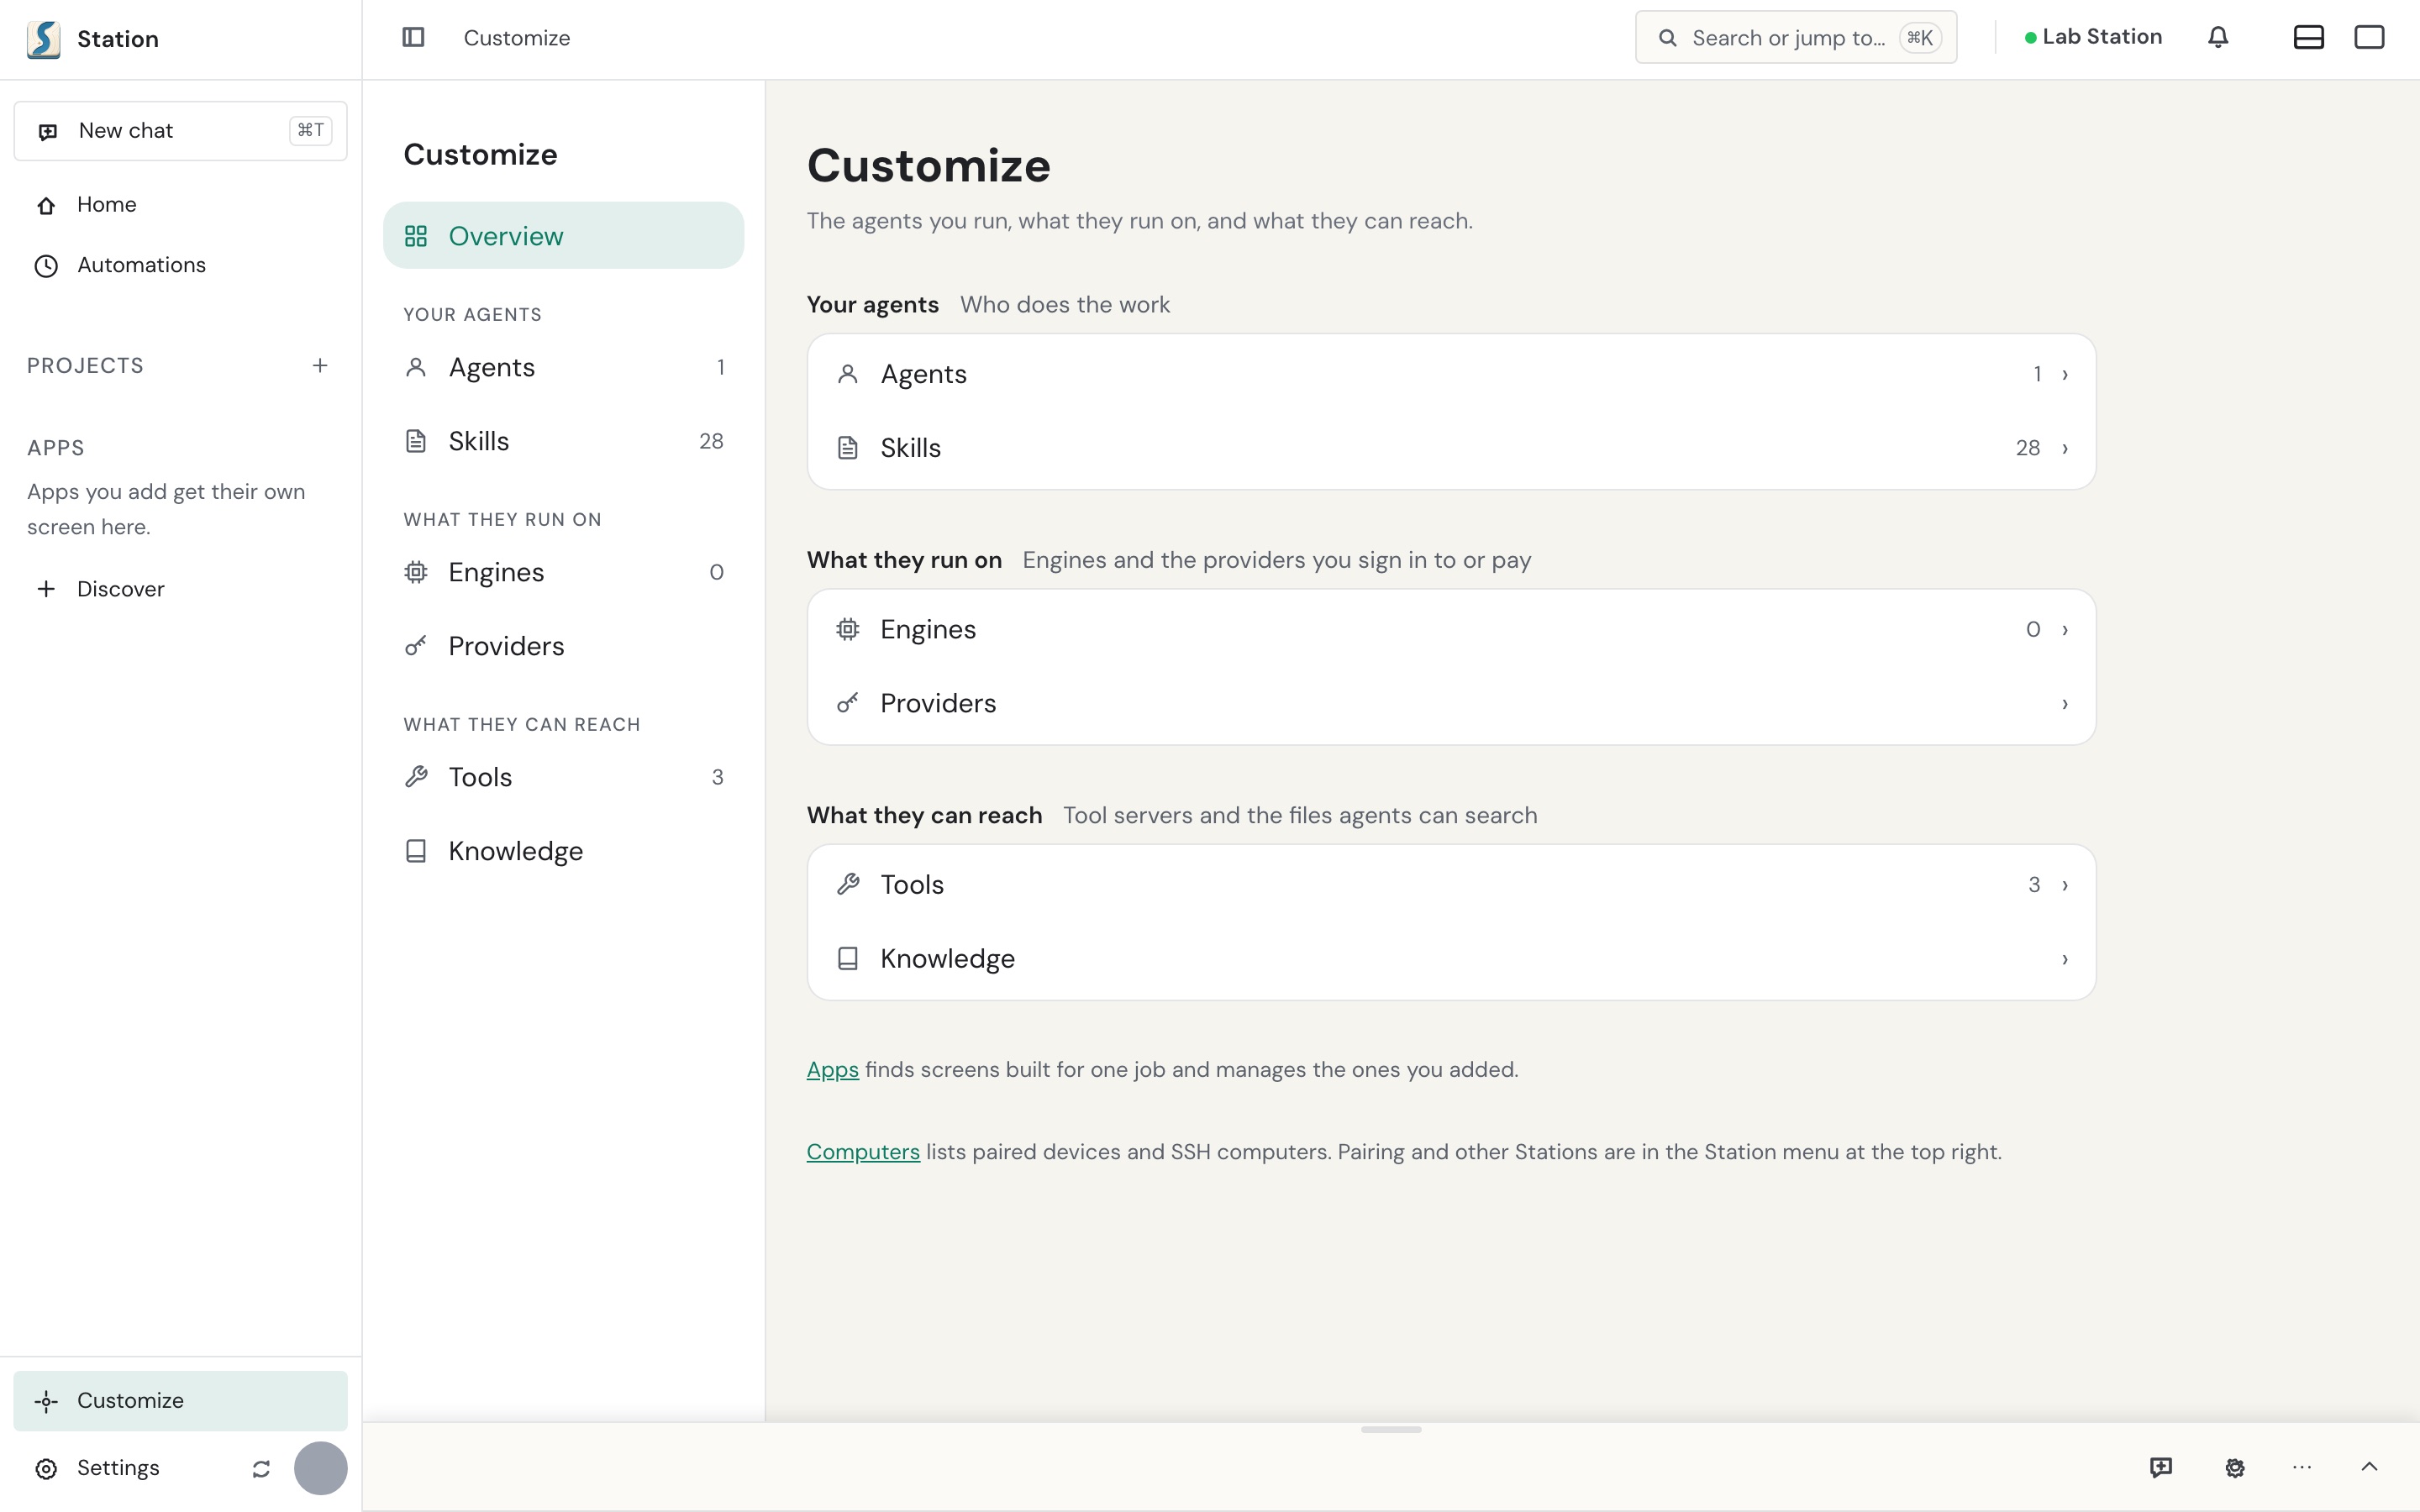 Station
Customize
Search or jump to... ⌘K
Lab Station
New chat ⌘T
Home
Automations
PROJECTS
APPS
Apps you add get their own
screen here.
Discover
Customize
Settings
Customize
Overview
YOUR AGENTS
Agents 1
Skills 28
WHAT THEY RUN ON
Engines 0
Providers
WHAT THEY CAN REACH
Tools 3
Knowledge
Customize
The agents you run, what they run on, and what they can reach.
Your agents Who does the work
Agents 1
Skills 28
What they run on Engines and the providers you sign in to or pay
Engines 0
Providers
What they can reach Tool servers and the files agents can search
Tools 3
Knowledge
Apps finds screens built for one job and manages the ones you added.
Computers lists paired devices and SSH computers. Pairing and other Stations are in the Station menu at the top right.